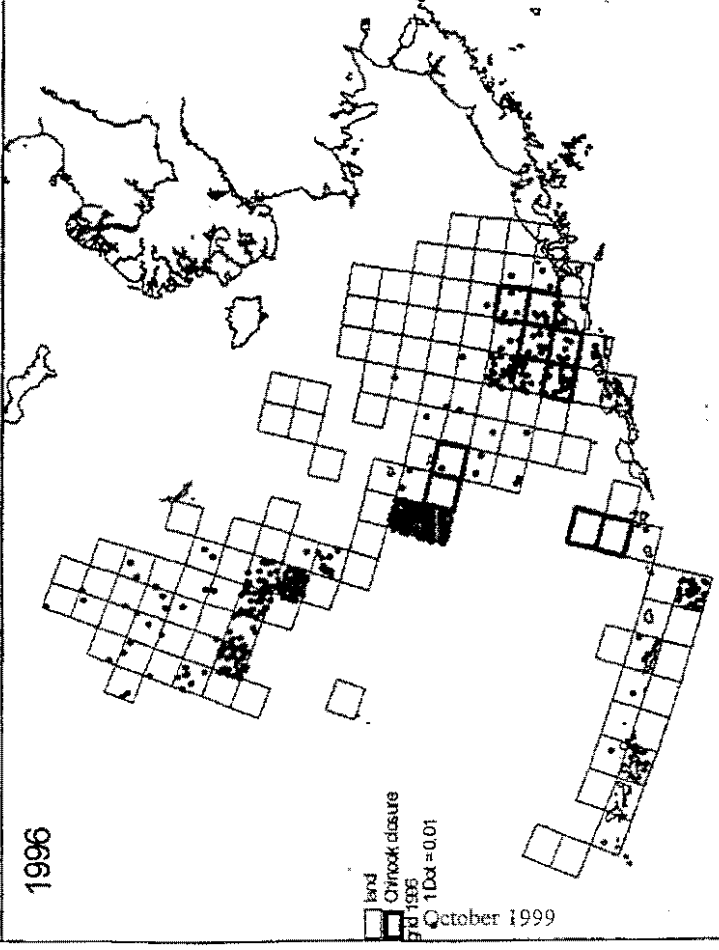 1996
land
Chinook closure
grid 1996
1 Dot = 0.01
October 1999